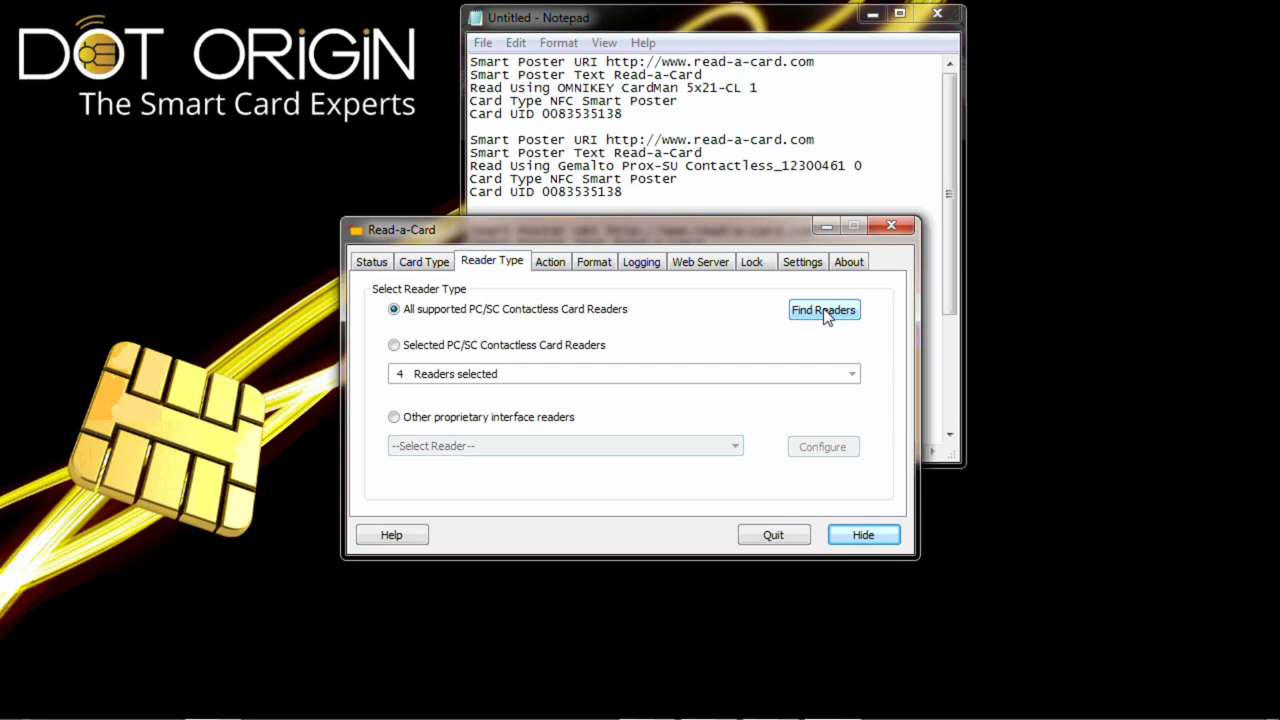 DOT ORIGIN
The Smart Card Experts
Untitled - Notepad
File Edit Format View Help
Smart Poster URI http://www.read-a-card.com
Smart Poster Text Read-a-Card
Read Using OMNIKEY CardMan 5x21-CL 1
Card Type NFC Smart Poster
Card UID 0083535138
Smart Poster URI http://www.read-a-card.com
Smart Poster Text Read-a-Card
Read Using Gemalto Prox-SU Contactless_12300461 0
Card Type NFC Smart Poster
Card UID 0083535138
Read-a-Card
Status Card Type Reader Type Action Format Logging Web Server Lock Settings About
Select Reader Type
All supported PC/SC Contactless Card Readers
Find Readers
Selected PC/SC Contactless Card Readers
4 Readers selected
Other proprietary interface readers
--Select Reader--
Configure
Help Quit Hide